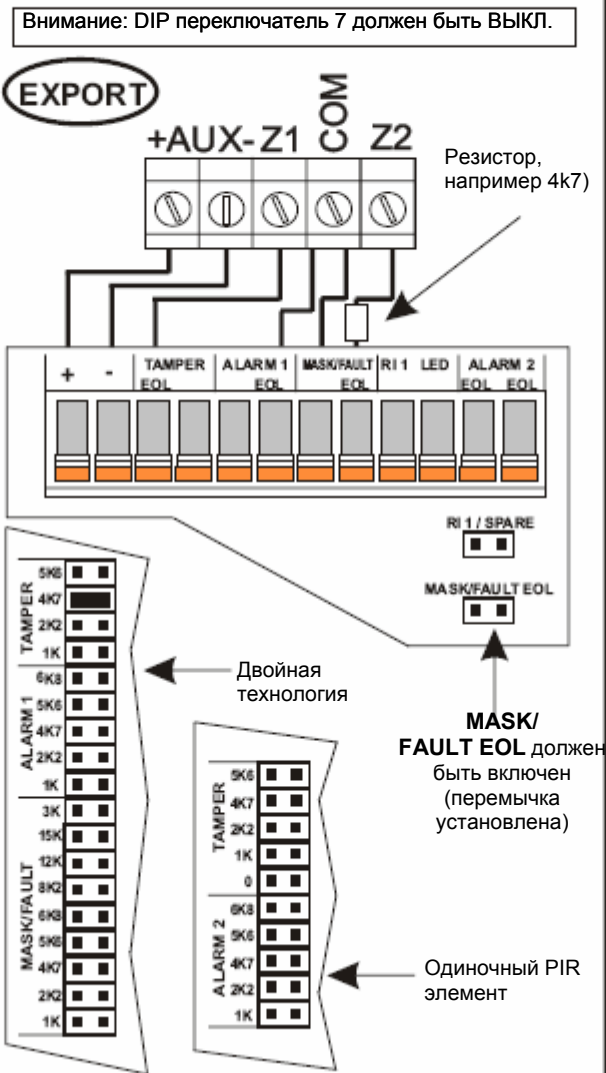 Внимание: DIP переключатель 7 должен быть ВЫКЛ.
EXPORT
+AUX- Z1 COM Z2
Резистор,
например 4k7)
+ - TAMPER ALARM 1 MASK/FAULT RI 1 LED ALARM 2
EOL EOL EOL EOL EOL
RI 1 / SPARE
MASK/FAULT EOL
TAMPER
5K6
4K7
2K2
1K
ALARM 1
6K8
5K6
4K7
2K2
1K
MASK/FAULT
3K
15K
12K
8K2
6K8
5K6
4K7
2K2
1K
Двойная
технология
MASK/
FAULT EOL должен
быть включен
(перемычка
установлена)
TAMPER
5K6
4K7
2K2
1K
0
ALARM 2
6K8
5K6
4K7
2K2
1K
Одиночный PIR
элемент